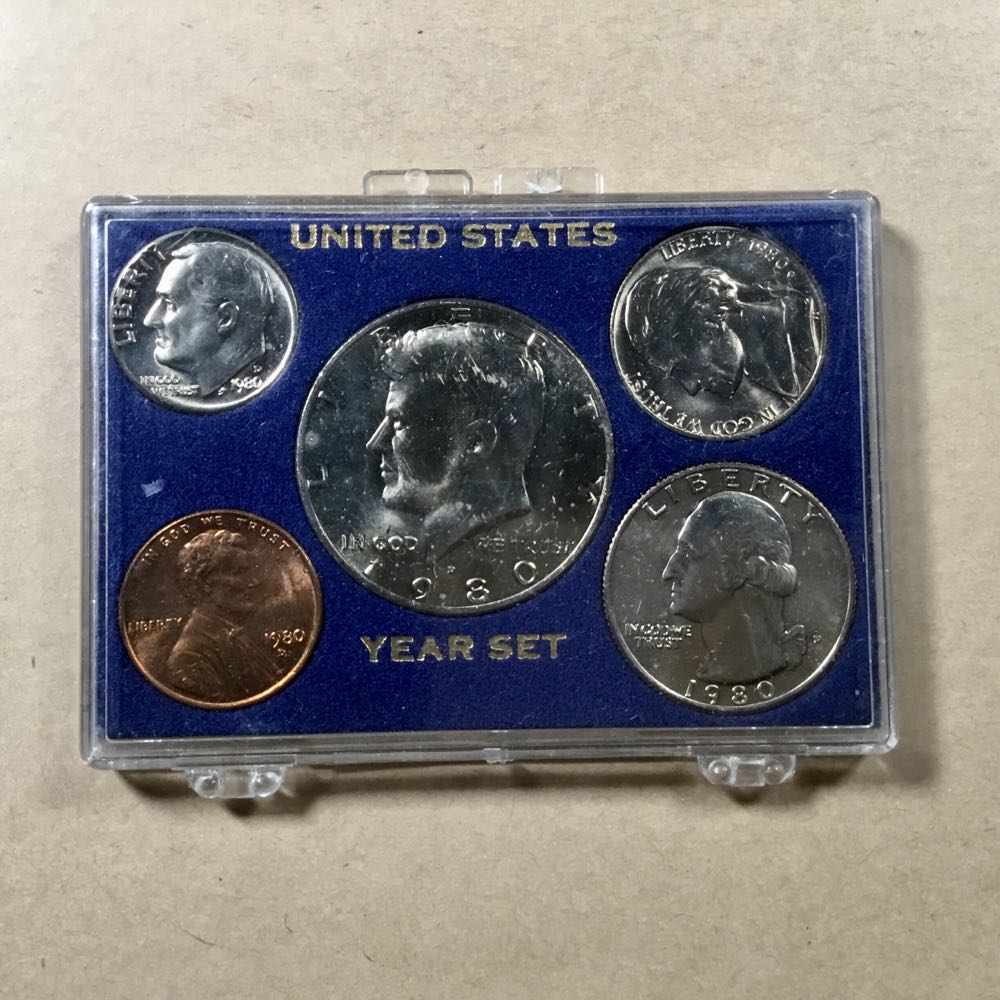 UNITED STATES
LIBERTY
IN GOD
WE TRUST
1980
LIBERTY
IN GOD WE TRUST
1980
LIBERTY 1980
IN GOD WE TRUST
IN GOD WE TRUST
LIBERTY
1980
D
LIBERTY
IN GOD WE
TRUST
1980
YEAR SET